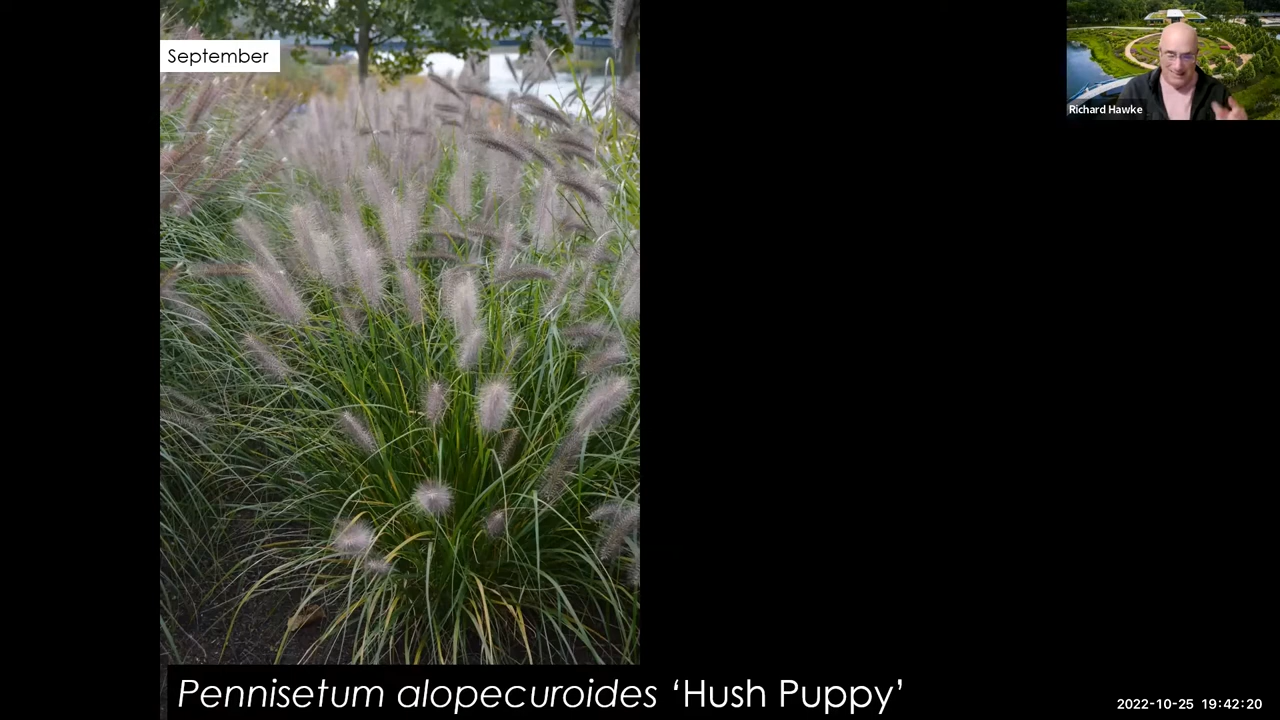 September
Richard Hawke
Pennisetum alopecuroides ‘Hush Puppy’
2022-10-25 19:42:20